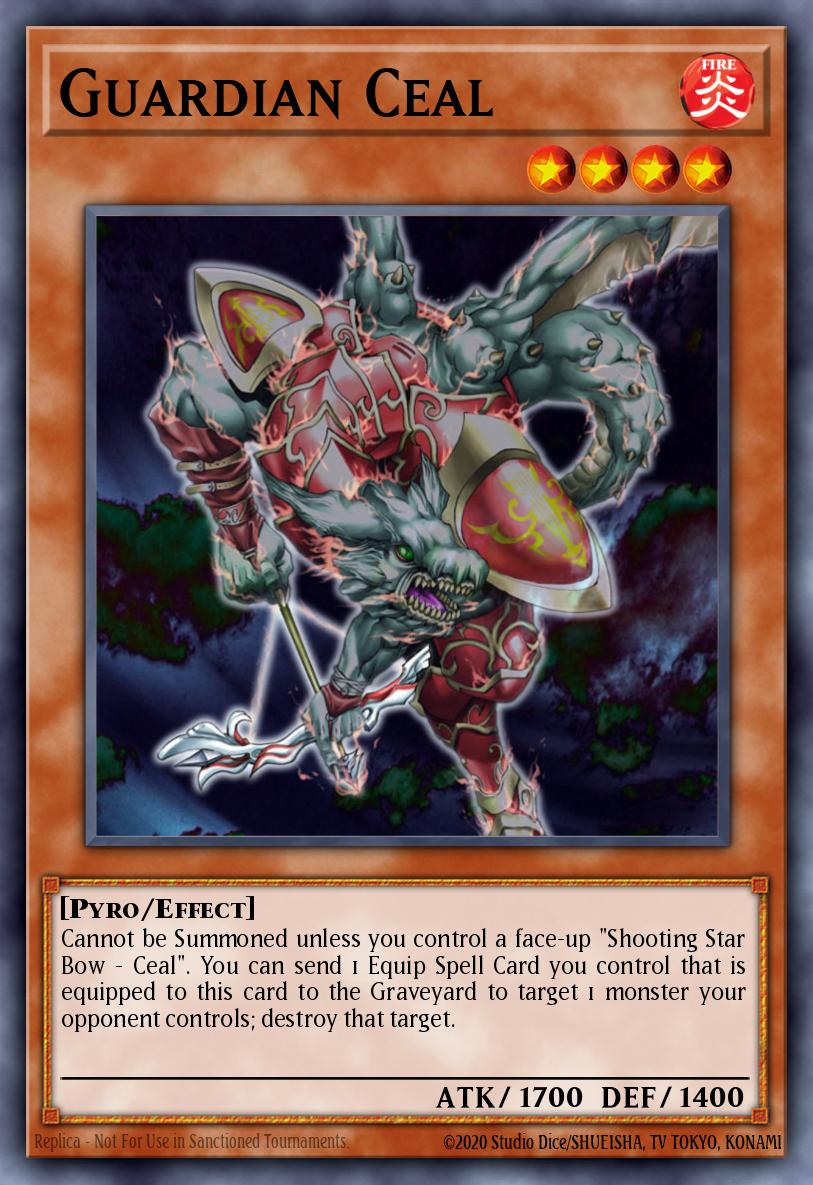 Guardian Ceal
FIRE
炎
[Pyro/Effect]
Cannot be Summoned unless you control a face-up "Shooting Star
Bow - Ceal". You can send 1 Equip Spell Card you control that is
equipped to this card to the Graveyard to target 1 monster your
opponent controls; destroy that target.
ATK/ 1700 DEF/ 1400
Replica - Not For Use in Sanctioned Tournaments.
©2020 Studio Dice/SHUEISHA, TV TOKYO, KONAMI